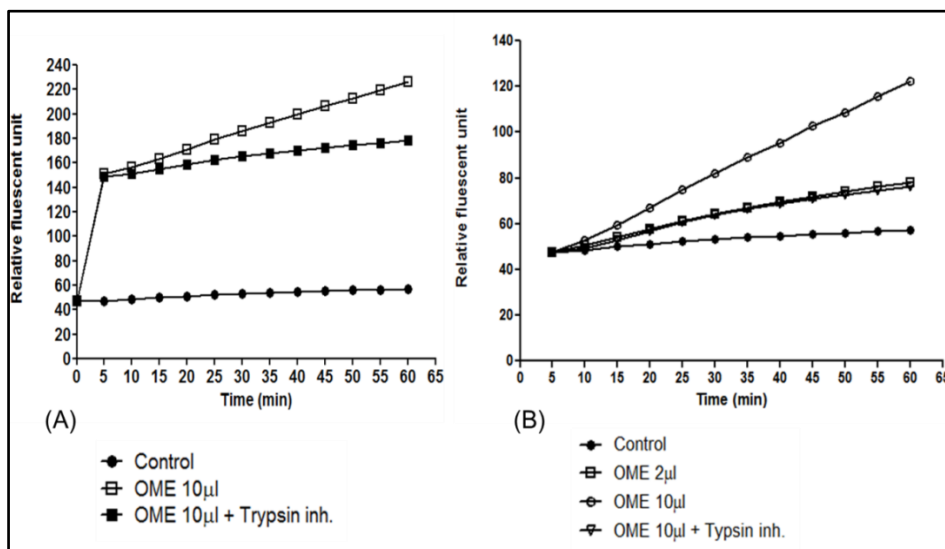 240
220
200
180
160
140
120
100
80
60
40
20
0
Relative fluescent unit
0 5 10 15 20 25 30 35 40 45 50 55 60 65
Time (min)
(A)
Control
OME 10µl
OME 10µl + Trypsin inh.
140
120
100
80
60
40
20
0
Relative fluescent unit
0 5 10 15 20 25 30 35 40 45 50 55 60 65
Time (min)
(B)
Control
OME 2µl
OME 10µl
OME 10µl + Typsin inh.